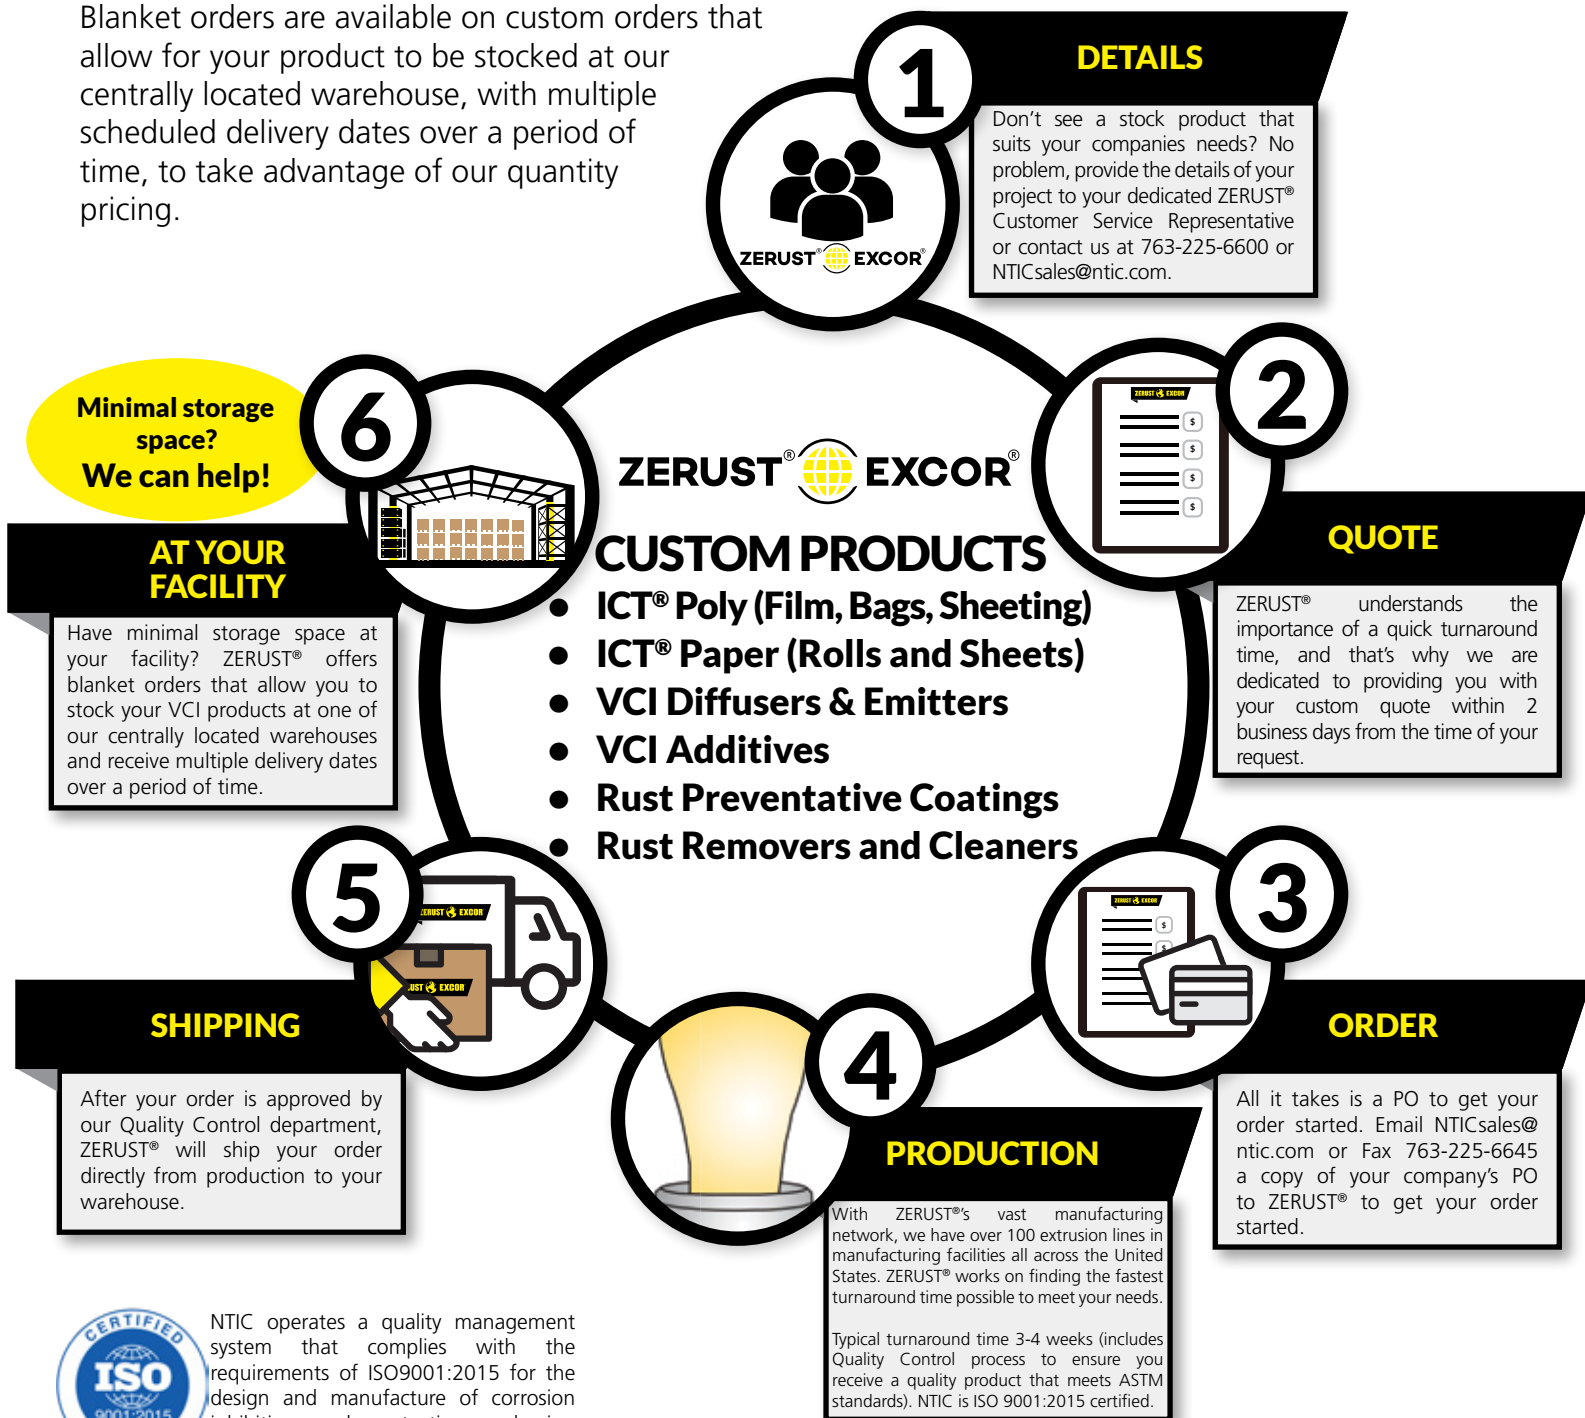 Blanket orders are available on custom orders that
allow for your product to be stocked at our
centrally located warehouse, with multiple
scheduled delivery dates over a period of
time, to take advantage of our quantity
pricing.
1
DETAILS
Don't see a stock product that
suits your companies needs? No
problem, provide the details of your
project to your dedicated ZERUST®
Customer Service Representative
or contact us at 763-225-6600 or
NTICsales@ntic.com.
ZERUST® EXCOR®
2
ZERUST EXCOR
$
$
$
$
QUOTE
ZERUST® understands the
importance of a quick turnaround
time, and that's why we are
dedicated to providing you with
your custom quote within 2
business days from the time of your
request.
3
ZERUST EXCOR
$
$
ORDER
All it takes is a PO to get your
order started. Email NTICsales@
ntic.com or Fax 763-225-6645
a copy of your company's PO
to ZERUST® to get your order
started.
4
PRODUCTION
With ZERUST®'s vast manufacturing
network, we have over 100 extrusion lines in
manufacturing facilities all across the United
States. ZERUST® works on finding the fastest
turnaround time possible to meet your needs.
Typical turnaround time 3-4 weeks (includes
Quality Control process to ensure you
receive a quality product that meets ASTM
standards). NTIC is ISO 9001:2015 certified.
5
EXCOR
EXCOR
SHIPPING
After your order is approved by
our Quality Control department,
ZERUST® will ship your order
directly from production to your
warehouse.
6
Minimal storage
space?
We can help!
AT YOUR
FACILITY
Have minimal storage space at
your facility? ZERUST® offers
blanket orders that allow you to
stock your VCI products at one of
our centrally located warehouses
and receive multiple delivery dates
over a period of time.
ZERUST® EXCOR®
CUSTOM PRODUCTS
• ICT® Poly (Film, Bags, Sheeting)
• ICT® Paper (Rolls and Sheets)
• VCI Diffusers & Emitters
• VCI Additives
• Rust Preventative Coatings
• Rust Removers and Cleaners
CERTIFIED
ISO
9001:2015
NTIC operates a quality management
system that complies with the
requirements of ISO9001:2015 for the
design and manufacture of corrosion